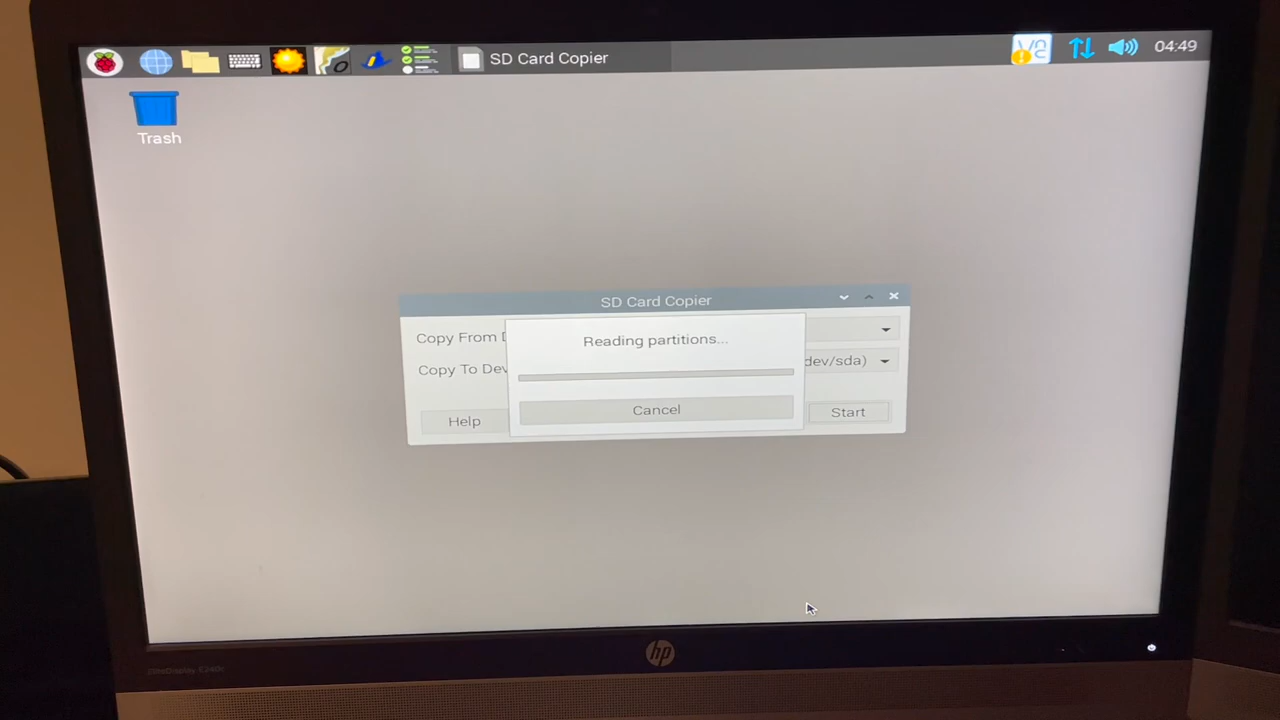 SD Card Copier
VNC
04:49
Trash
SD Card Copier
Copy From D
Reading partitions...
Copy To Dev
dev/sda)
Cancel
Start
Help
hp